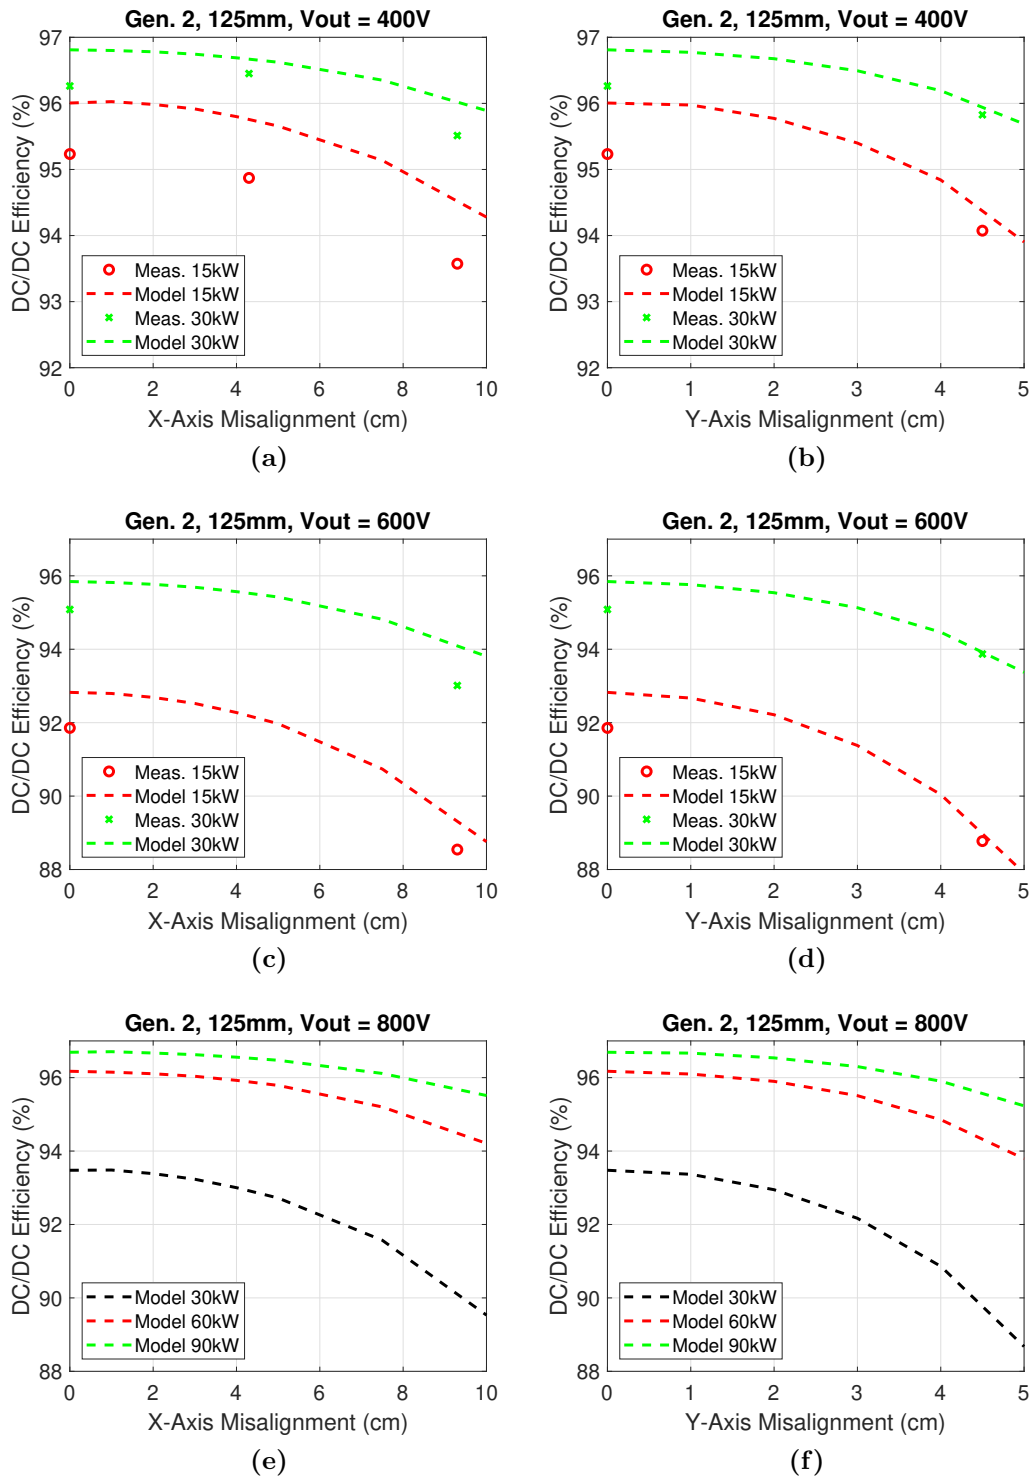 Gen. 2, 125mm, Vout = 400V
DC/DC Efficiency (%)
97
96
95
94
93
92
Meas. 15kW
Model 15kW
Meas. 30kW
Model 30kW
0 2 4 6 8 10
X-Axis Misalignment (cm)
(a)
Gen. 2, 125mm, Vout = 400V
DC/DC Efficiency (%)
97
96
95
94
93
92
Meas. 15kW
Model 15kW
Meas. 30kW
Model 30kW
0 1 2 3 4 5
Y-Axis Misalignment (cm)
(b)
Gen. 2, 125mm, Vout = 600V
DC/DC Efficiency (%)
96
94
92
90
88
Meas. 15kW
Model 15kW
Meas. 30kW
Model 30kW
0 2 4 6 8 10
X-Axis Misalignment (cm)
(c)
Gen. 2, 125mm, Vout = 600V
DC/DC Efficiency (%)
96
94
92
90
88
Meas. 15kW
Model 15kW
Meas. 30kW
Model 30kW
0 1 2 3 4 5
Y-Axis Misalignment (cm)
(d)
Gen. 2, 125mm, Vout = 800V
DC/DC Efficiency (%)
96
94
92
90
88
Model 30kW
Model 60kW
Model 90kW
0 2 4 6 8 10
X-Axis Misalignment (cm)
(e)
Gen. 2, 125mm, Vout = 800V
DC/DC Efficiency (%)
96
94
92
90
88
Model 30kW
Model 60kW
Model 90kW
0 1 2 3 4 5
Y-Axis Misalignment (cm)
(f)